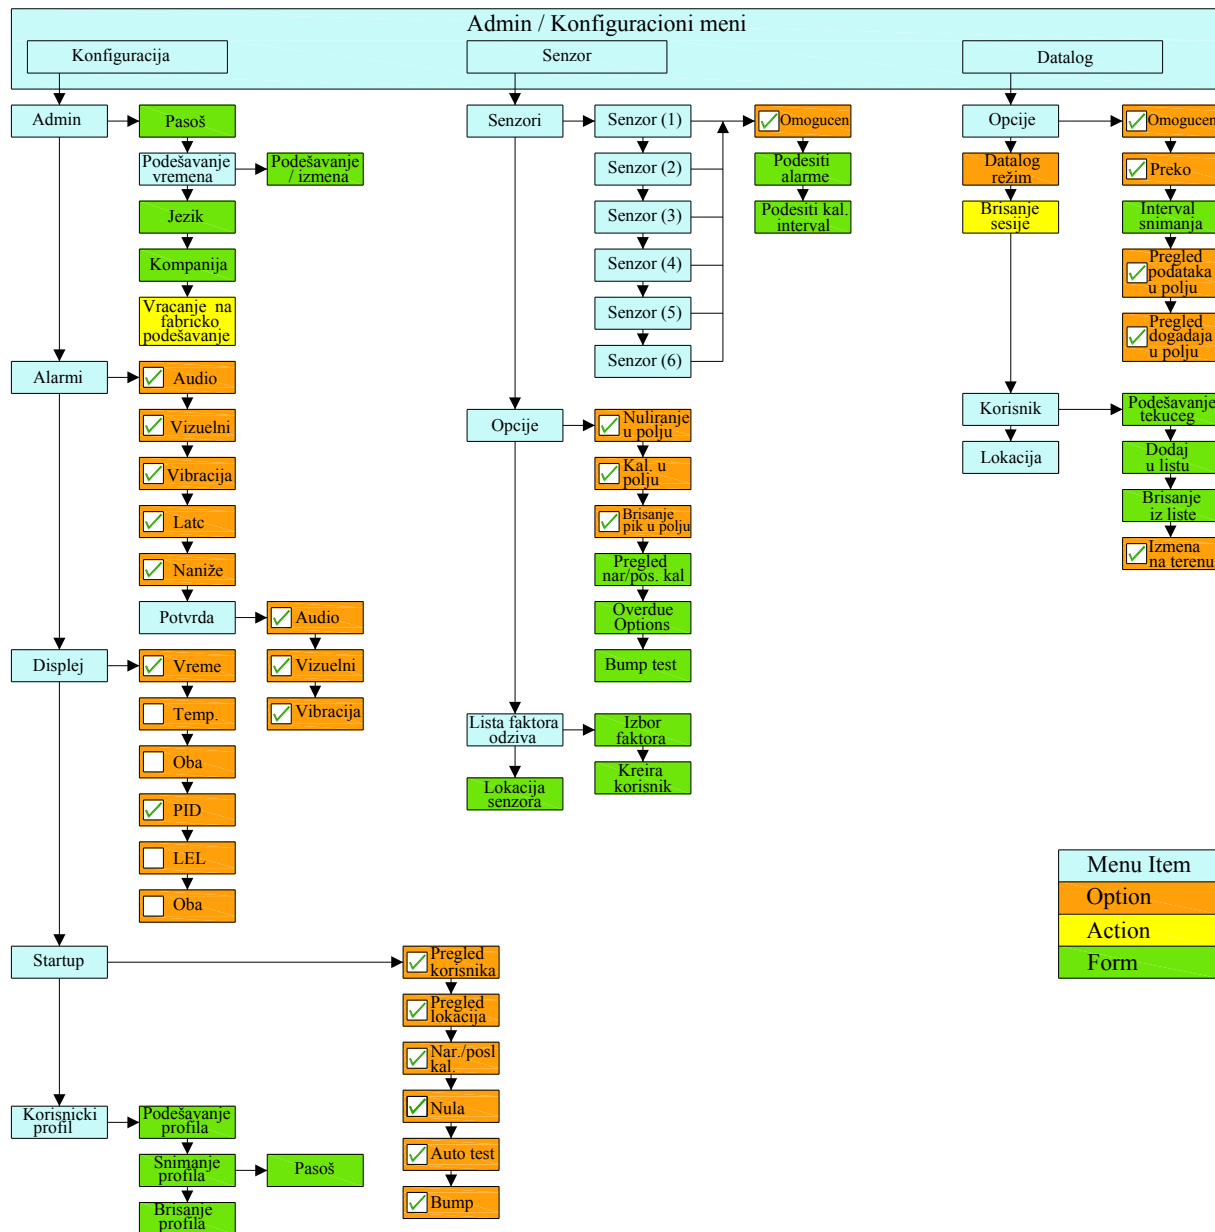 Admin / Konfiguracioni meni
Konfiguracija
Senzor
Datalog
Admin
Pasoš
Podešavanje
vremena
Podešavanje
/ izmena
Jezik
Kompanija
Vracanje na
fabricko
podešavanje
Alarmi
Audio
Vizuelni
Vibracija
Latc
Naniže
Potvrda
Audio
Vizuelni
Vibracija
Displej
Vreme
Temp.
Oba
PID
LEL
Oba
Startup
Pregled
korisnika
Pregled
lokacija
Nar./posl
kal.
Nula
Auto test
Bump
Korisnicki
profil
Podešavanje
profila
Snimanje
profila
Pasoš
Brisanje
profila
Senzori
Senzor (1)
Senzor (2)
Senzor (3)
Senzor (4)
Senzor (5)
Senzor (6)
Omogucen
Podesiti
alarme
Podesiti kal.
interval
Opcije
Nuliranje
u polju
Kal. u
polju
Brisanje
pik u polju
Pregled
nar/pos. kal
Overdue
Options
Bump test
Lista faktora
odziva
Izbor
faktora
Kreira
korisnik
Lokacija
senzora
Opcije
Datalog
režim
Brisanje
sesije
Omogucen
Preko
Interval
snimanja
Pregled
podataka
u polju
Pregled
dogadaja
u polju
Korisnik
Lokacija
Podešavanje
tekuceg
Dodaj
u listu
Brisanje
iz liste
Izmena
na terenu
Menu Item
Option
Action
Form